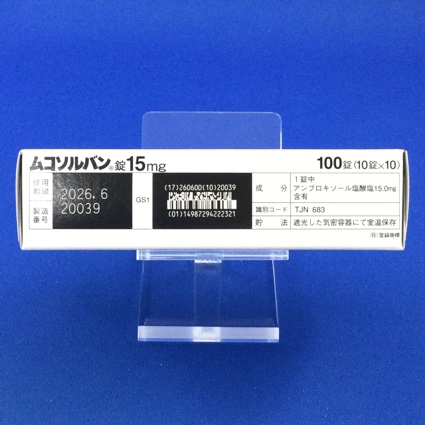 ムコソルバン®錠15mg
100錠(10錠×10)
使用期限
2026.6
製造番号
20039
GS1
(17)260600(10)20039
(01)14987294222321
成分
1錠中
アンブロキソール塩酸塩15.0mg
含有
識別コード
TJN 683
貯法
遮光した気密容器にて室温保存
®登録商標